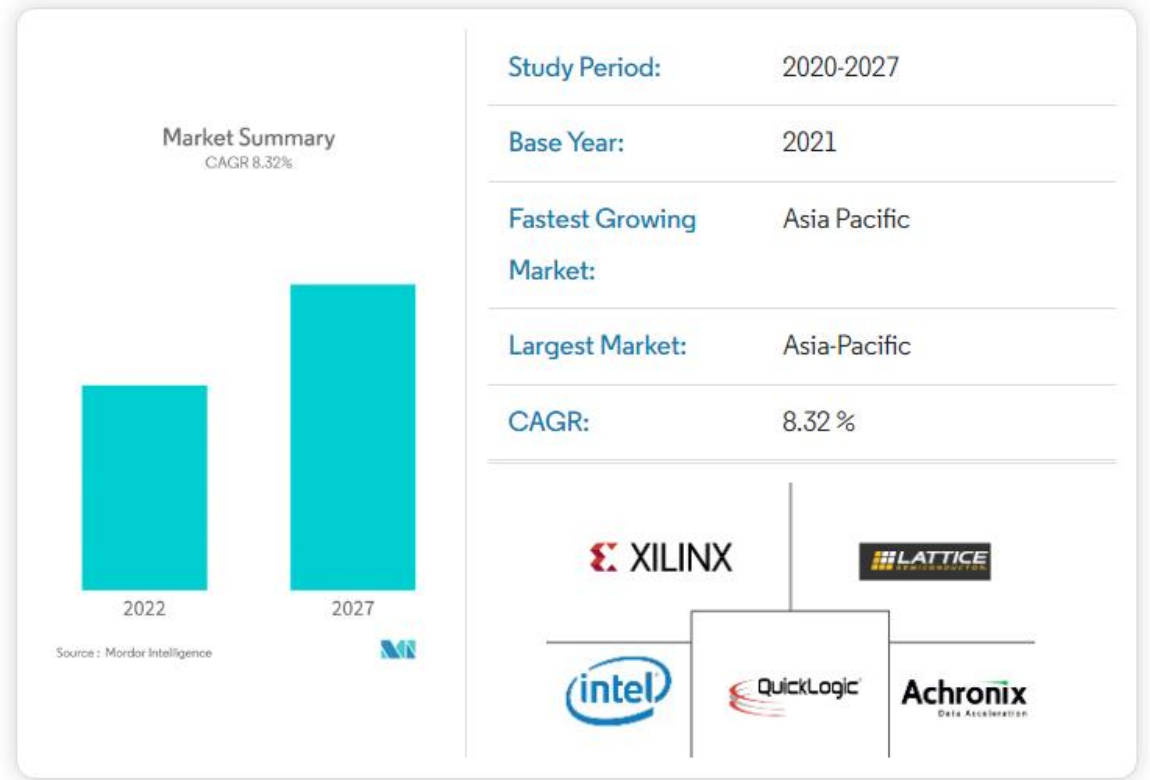 Market Summary
CAGR 8.32%
2022
2027
Source : Mordor Intelligence
Study Period: 2020-2027
Base Year: 2021
Fastest Growing Asia Pacific
Market:
Largest Market: Asia-Pacific
CAGR: 8.32 %
XILINX
LATTICE
SEMICONDUCTOR
intel
QuickLogic
Achronix
Data Acceleration